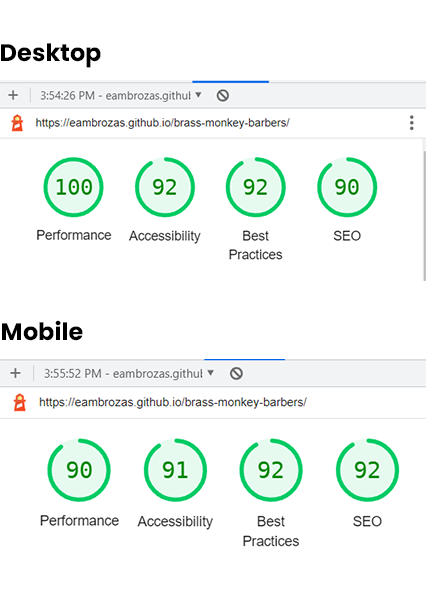 Desktop
3:54:26 PM - eambrozas.githul
https://eambrozas.github.io/brass-monkey-barbers/
100 92 92 90
Performance Accessibility Best Practices SEO
Mobile
3:55:52 PM - eambrozas.githul
https://eambrozas.github.io/brass-monkey-barbers/
90 91 92 92
Performance Accessibility Best Practices SEO